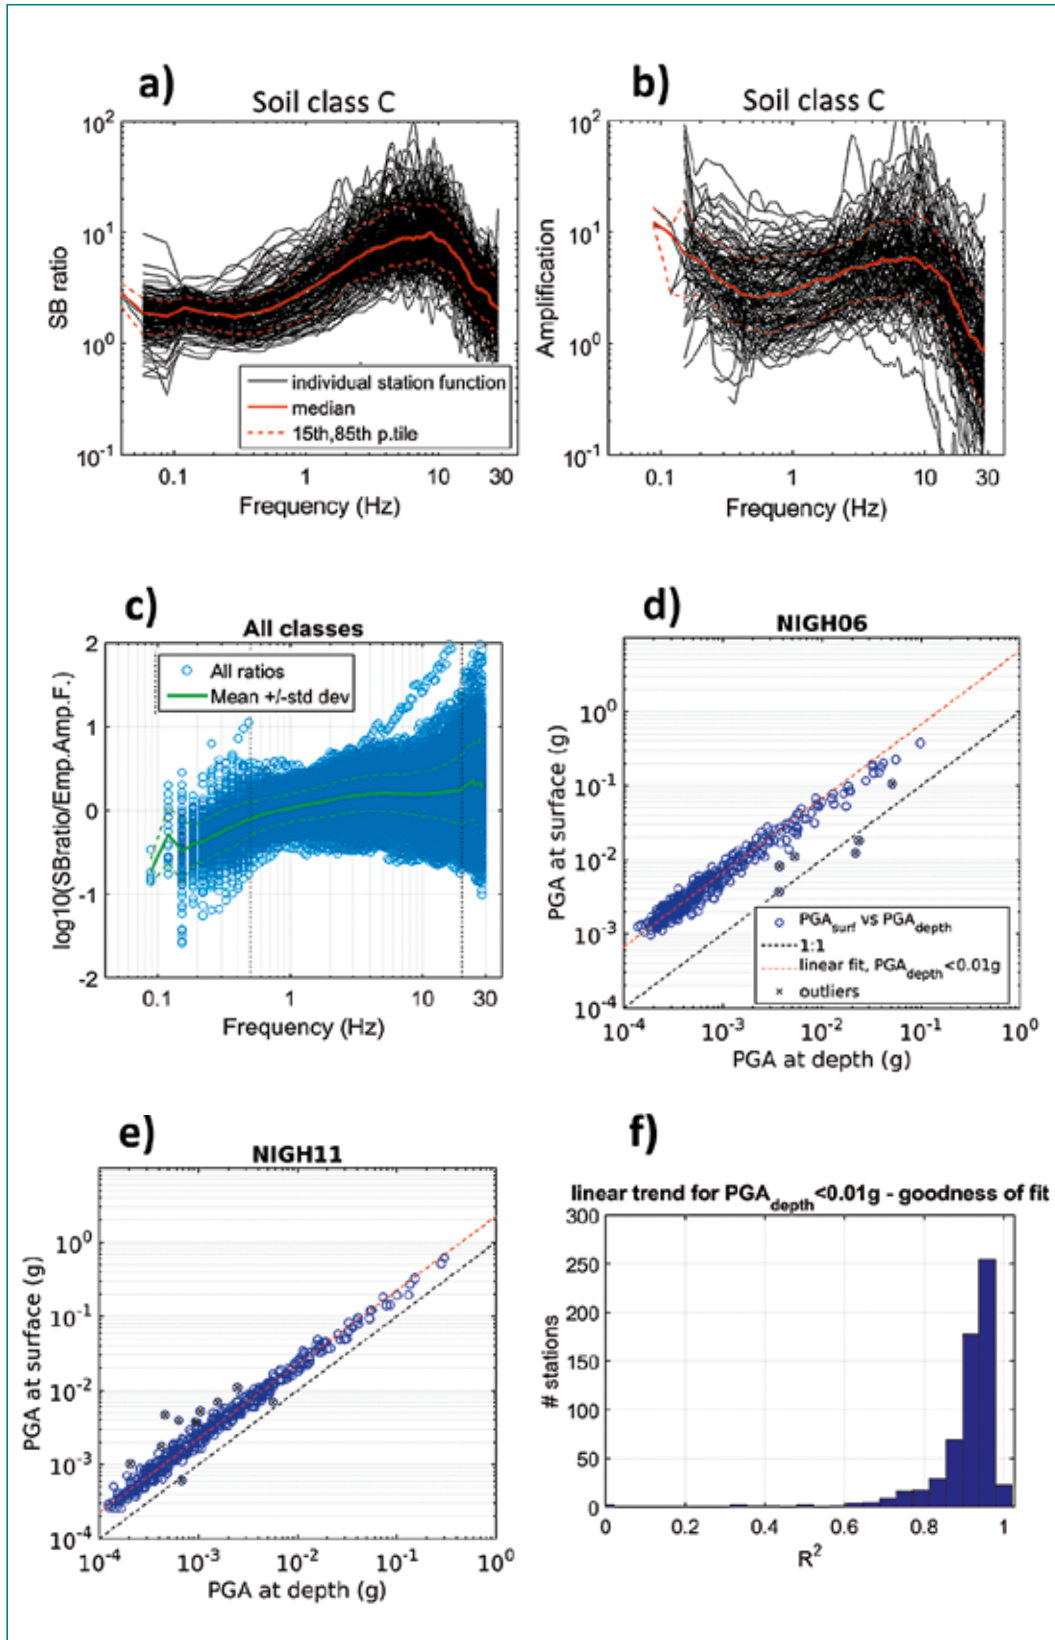 a)
Soil class C
10^2
10^1
10^0
10^-1
SB ratio
individual station function
median
15th,85th p.tile
0.1 1 10 30
Frequency (Hz)
b)
Soil class C
10^2
10^1
10^0
10^-1
Amplification
0.1 1 10 30
Frequency (Hz)
c)
All classes
2
1
0
-1
-2
log10(SBratio/Emp.Amp.F.)
All ratios
Mean +/-std dev
0.1 1 10 30
Frequency (Hz)
d)
NIGH06
10^0
10^-1
10^-2
10^-3
10^-4
PGA at surface (g)
PGA_surf vs PGA_depth
1:1
linear fit, PGA_depth<0.01g
outliers
10^-4 10^-3 10^-2 10^-1 10^0
PGA at depth (g)
e)
NIGH11
10^0
10^-1
10^-2
10^-3
10^-4
PGA at surface (g)
10^-4 10^-3 10^-2 10^-1 10^0
PGA at depth (g)
f)
linear trend for PGA_depth<0.01g - goodness of fit
300
250
200
150
100
50
0
# stations
0 0.2 0.4 0.6 0.8 1
R^2